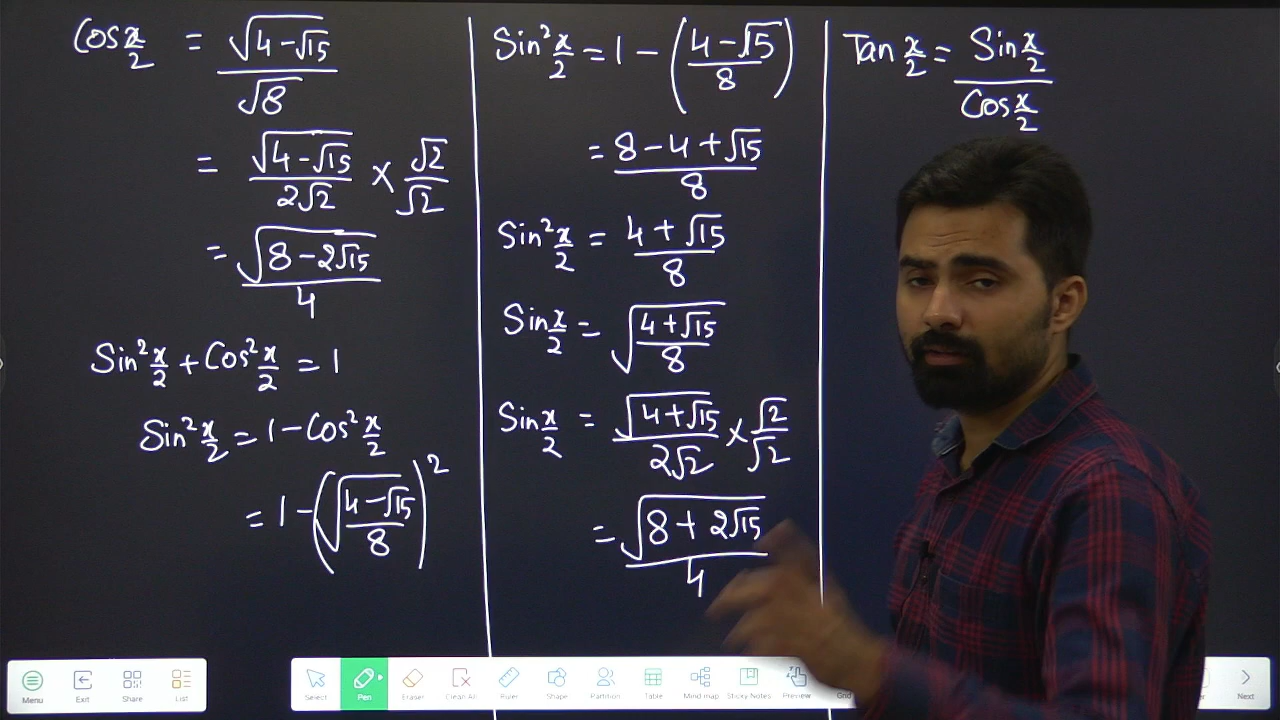 Cos x/2 = √(4-√15)/√8
= √(4-√15)/2√2 × √2/√2
= √(8-2√15)/4
Sin² x/2 + Cos² x/2 = 1
Sin² x/2 = 1 - Cos² x/2
= 1 - (√((4-√15)/8))²
Sin² x/2 = 1 - ((4-√15)/8)
= (8-4+√15)/8
Sin² x/2 = (4+√15)/8
Sin x/2 = √((4+√15)/8)
Sin x/2 = √(4+√15)/2√2 × √2/√2
= √(8+2√15)/4
Tan x/2 = Sin x/2 / Cos x/2
Menu Exit Share List
Select Pen Eraser Clean All Ruler Shape Partition Table Mind map Sticky Notes Preview Next